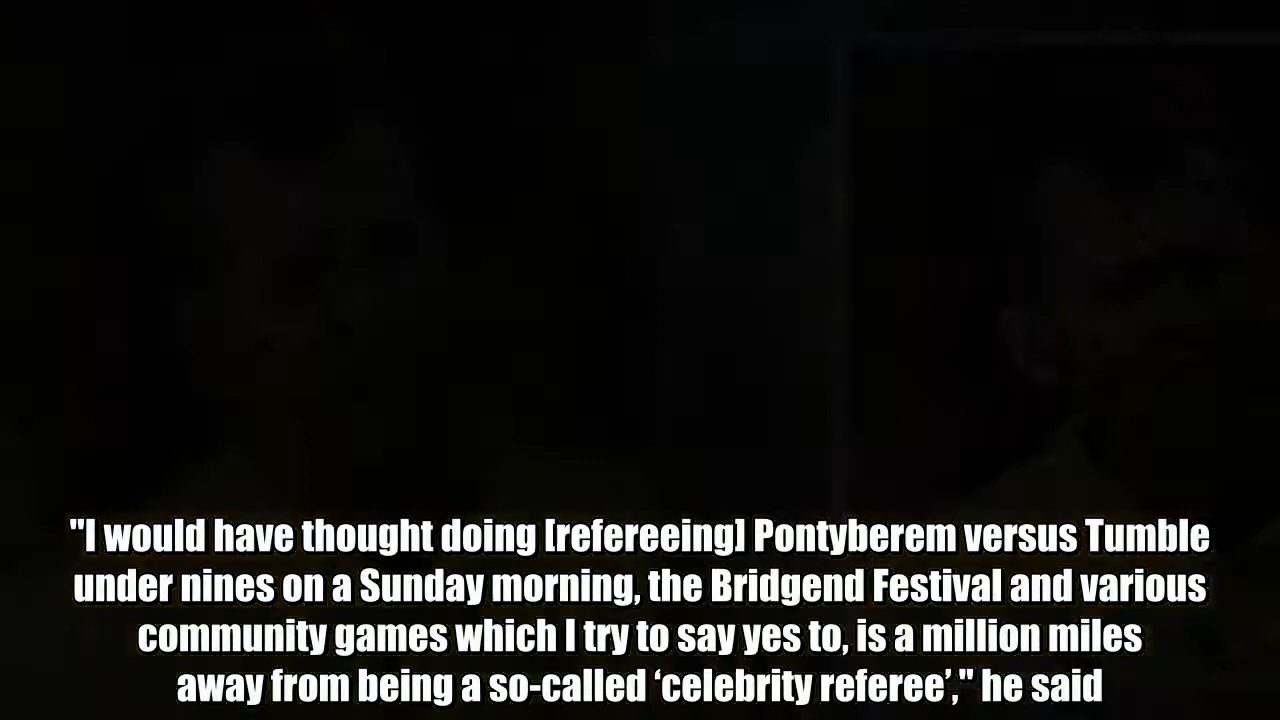 "I would have thought doing [refereeing] Pontyberem versus Tumble
under nines on a Sunday morning, the Bridgend Festival and various
community games which I try to say yes to, is a million miles
away from being a so-called ‘celebrity referee’," he said